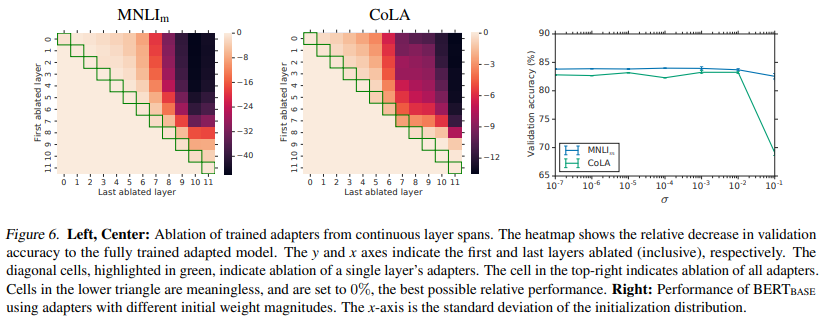 MNLIₘ
CoLA
First ablated layer
0 1 2 3 4 5 6 7 8 9 10 11
0 1 2 3 4 5 6 7 8 9 10 11
Last ablated layer
0
−8
−16
−24
−32
−40
First ablated layer
0 1 2 3 4 5 6 7 8 9 10 11
0 1 2 3 4 5 6 7 8 9 10 11
Last ablated layer
0
−3
−6
−9
−12
Validation accuracy (%)
90
85
80
75
70
65
MNLIₘ
CoLA
10⁻⁷ 10⁻⁶ 10⁻⁵ 10⁻⁴ 10⁻³ 10⁻² 10⁻¹
σ
Figure 6. Left, Center: Ablation of trained adapters from continuous layer spans. The heatmap shows the relative decrease in validation
accuracy to the fully trained adapted model. The y and x axes indicate the first and last layers ablated (inclusive), respectively. The
diagonal cells, highlighted in green, indicate ablation of a single layer's adapters. The cell in the top-right indicates ablation of all adapters.
Cells in the lower triangle are meaningless, and are set to 0%, the best possible relative performance. Right: Performance of BERTBASE
using adapters with different initial weight magnitudes. The x-axis is the standard deviation of the initialization distribution.